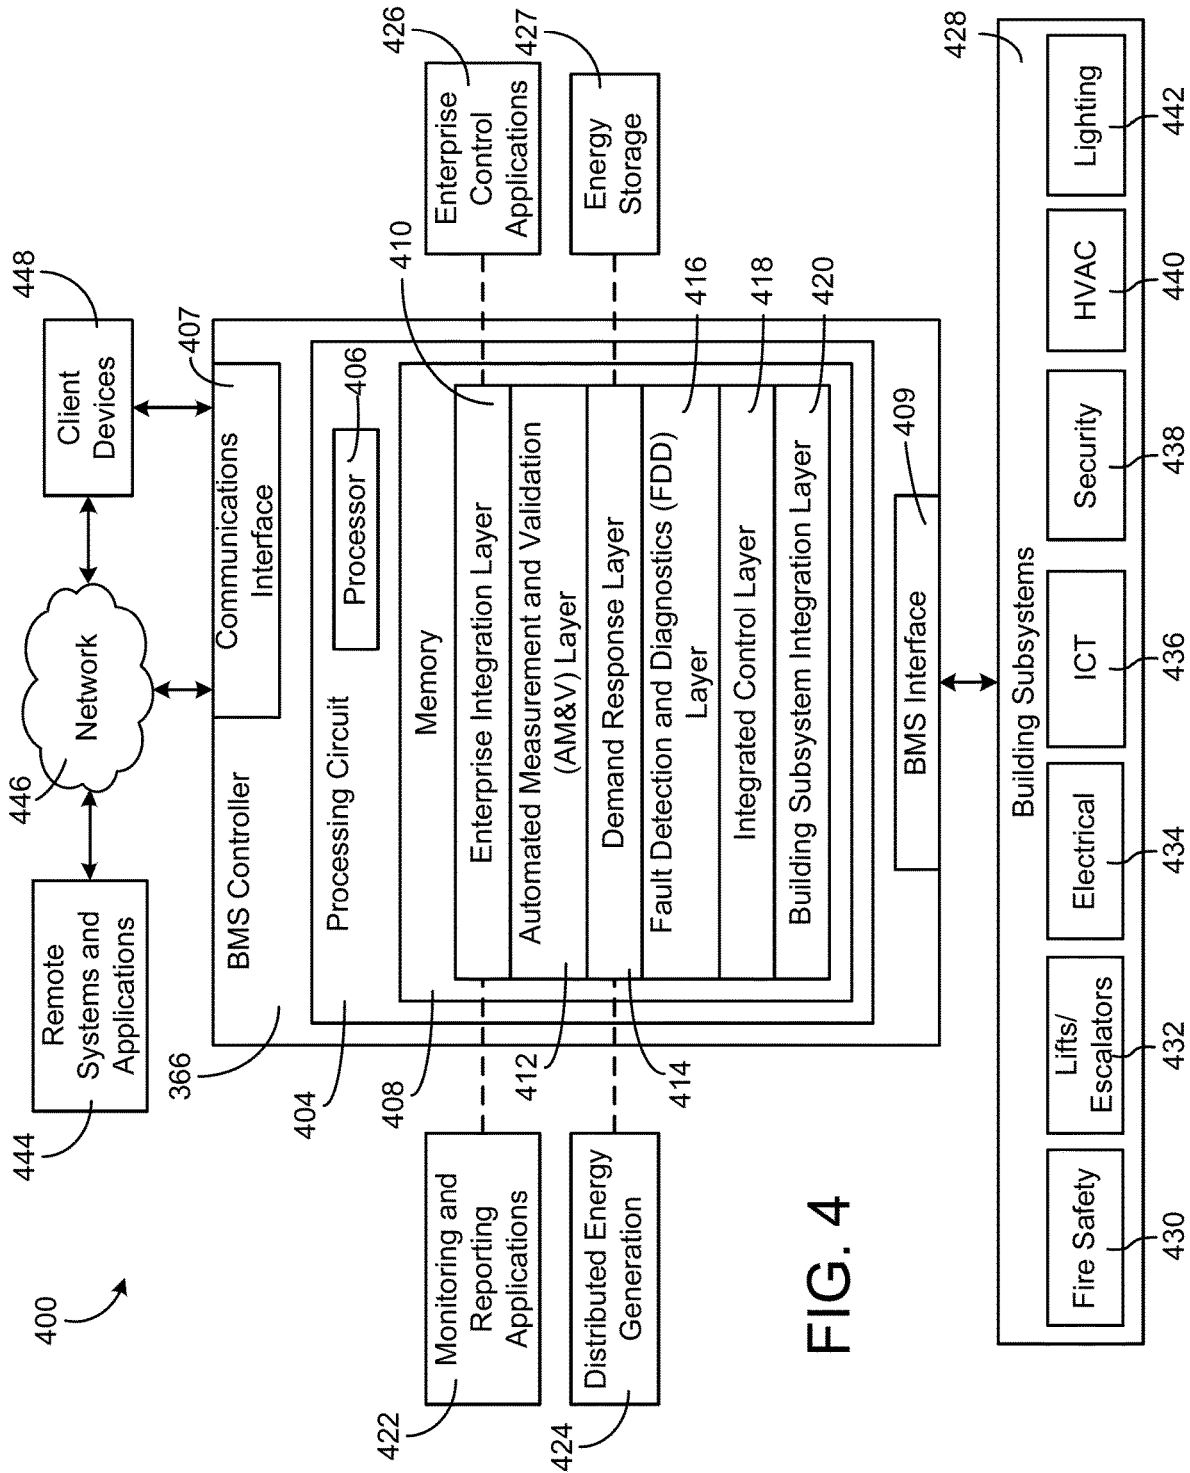 400
444
Remote
Systems and
Applications
446
Network
448
Client
Devices
366
BMS Controller
Communications
Interface
407
404
Processing Circuit
Processor
406
408
Memory
410
Enterprise Integration Layer
Automated Measurement and Validation
(AM&V) Layer
412
Demand Response Layer
414
Fault Detection and Diagnostics (FDD)
Layer
416
Integrated Control Layer
418
Building Subsystem Integration Layer
420
422
Monitoring and
Reporting
Applications
424
Distributed Energy
Generation
426
Enterprise
Control
Applications
427
Energy
Storage
BMS Interface
409
Building Subsystems
428
Fire Safety
Lifts/
Escalators
Electrical
ICT
Security
HVAC
Lighting
430
432
434
436
438
440
442
FIG. 4